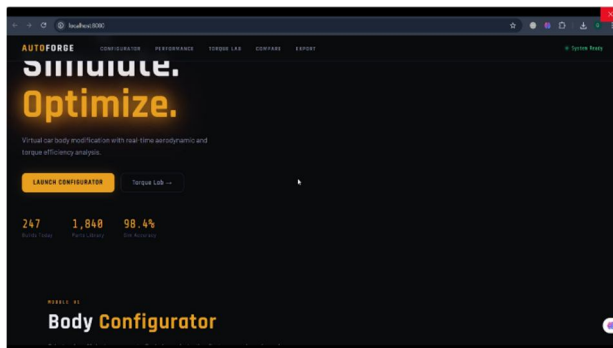 localhost:8080
AUTOFORGE CONFIGURATOR PERFORMANCE TORQUE LAB COMPARE EXPORT System Ready
Simulate.
Optimize.
Virtual car body modification with real-time aerodynamic and
torque efficiency analysis.
LAUNCH CONFIGURATOR Torque Lab →
247 1,840 98.4%
Builds Today Parts Library Sim Accuracy
MODULE 01
Body Configurator